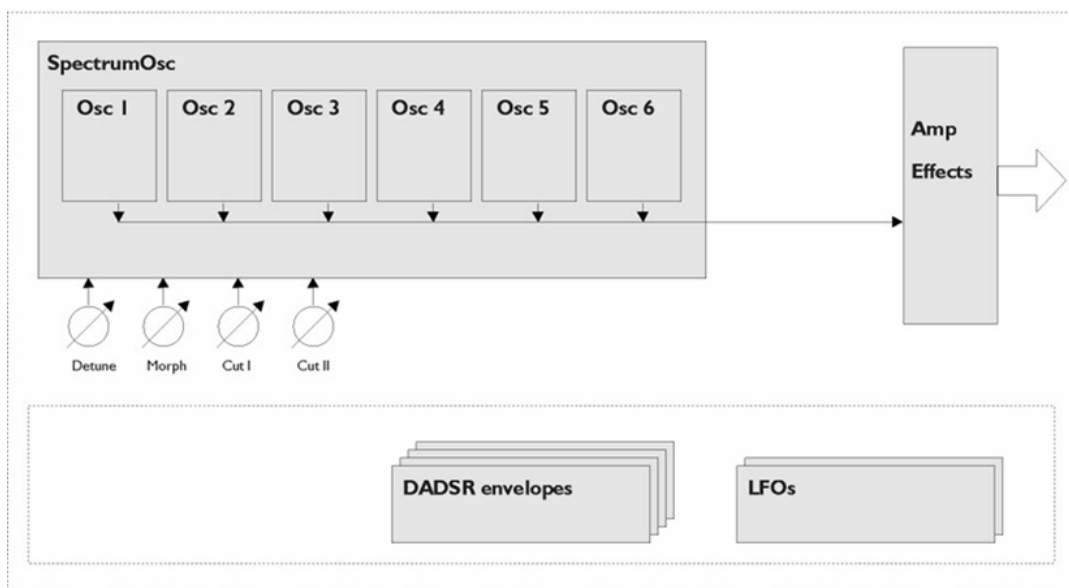 SpectrumOsc
Osc 1 Osc 2 Osc 3 Osc 4 Osc 5 Osc 6
Amp
Effects
Detune Morph Cut I Cut II
DADSR envelopes LFOs